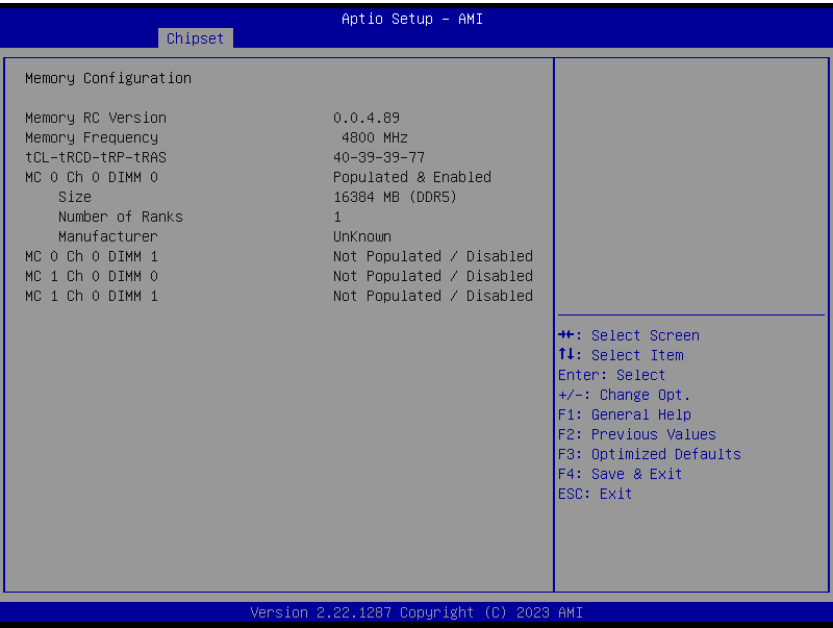 Aptio Setup – AMI
Chipset
Memory Configuration
Memory RC Version 0.0.4.89
Memory Frequency 4800 MHz
tCL-tRCD-tRP-tRAS 40-39-39-77
MC 0 Ch 0 DIMM 0 Populated & Enabled
Size 16384 MB (DDR5)
Number of Ranks 1
Manufacturer UnKnown
MC 0 Ch 0 DIMM 1 Not Populated / Disabled
MC 1 Ch 0 DIMM 0 Not Populated / Disabled
MC 1 Ch 0 DIMM 1 Not Populated / Disabled
→←: Select Screen
↑↓: Select Item
Enter: Select
+/-: Change Opt.
F1: General Help
F2: Previous Values
F3: Optimized Defaults
F4: Save & Exit
ESC: Exit
Version 2.22.1287 Copyright (C) 2023 AMI